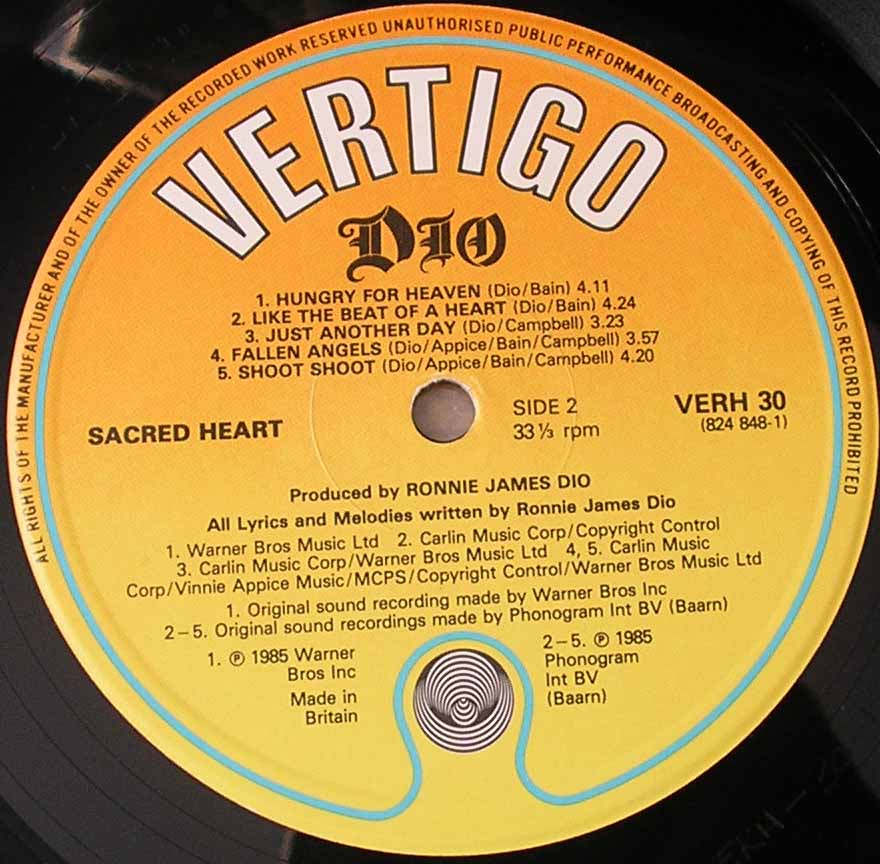 ALL RIGHTS OF THE MANUFACTURER AND OF THE OWNER OF THE RECORDED WORK RESERVED UNAUTHORISED PUBLIC PERFORMANCE BROADCASTING AND COPYING OF THIS RECORD PROHIBITED
VERTIGO
DIO
1. HUNGRY FOR HEAVEN (Dio/Bain) 4.11
2. LIKE THE BEAT OF A HEART (Dio/Bain) 4.24
3. JUST ANOTHER DAY (Dio/Campbell) 3.23
4. FALLEN ANGELS (Dio/Appice/Bain/Campbell) 3.57
5. SHOOT SHOOT (Dio/Appice/Bain/Campbell) 4.20
SACRED HEART
SIDE 2
33⅓ rpm
VERH 30
(824 848-1)
Produced by RONNIE JAMES DIO
All Lyrics and Melodies written by Ronnie James Dio
1. Warner Bros Music Ltd 2. Carlin Music Corp/Copyright Control
3. Carlin Music Corp/Warner Bros Music Ltd 4, 5. Carlin Music
Corp/Vinnie Appice Music/MCPS/Copyright Control/Warner Bros Music Ltd
1. Original sound recording made by Warner Bros Inc
2–5. Original sound recordings made by Phonogram Int BV (Baarn)
1. ℗ 1985 Warner
Bros Inc
Made in
Britain
2–5. ℗ 1985
Phonogram
Int BV
(Baarn)